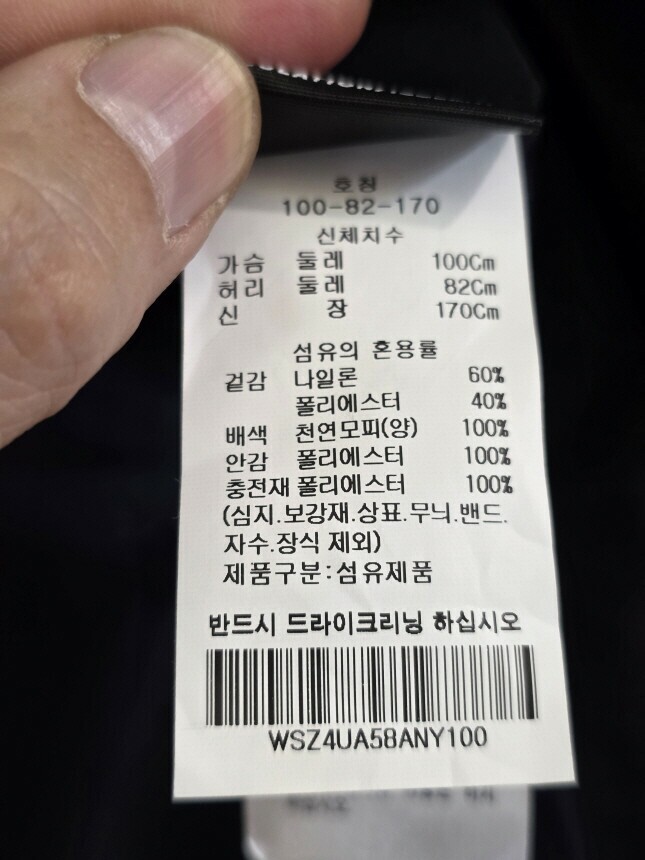 호칭
100-82-170
신체치수
가슴 둘레 100Cm
허리 둘레 82Cm
신 장 170Cm
섬유의 혼용률
겉감 나일론 60%
폴리에스터 40%
배색 천연모피(양) 100%
안감 폴리에스터 100%
충전재 폴리에스터 100%
(심지.보강재.상표.무늬.밴드.
자수.장식 제외)
제품구분:섬유제품
반드시 드라이크리닝 하십시오
WSZ4UA58ANY100